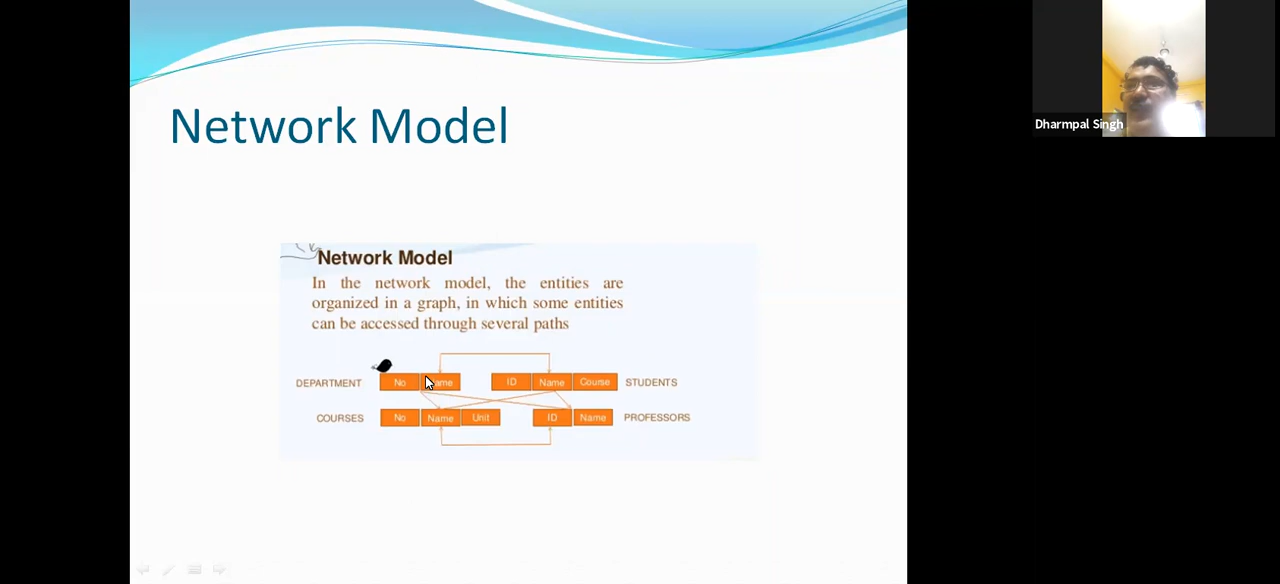 Network Model
Dharmpal Singh
Network Model
In the network model, the entities are
organized in a graph, in which some entities
can be accessed through several paths
DEPARTMENT No Name ID Name Course STUDENTS
COURSES No Name Unit ID Name PROFESSORS